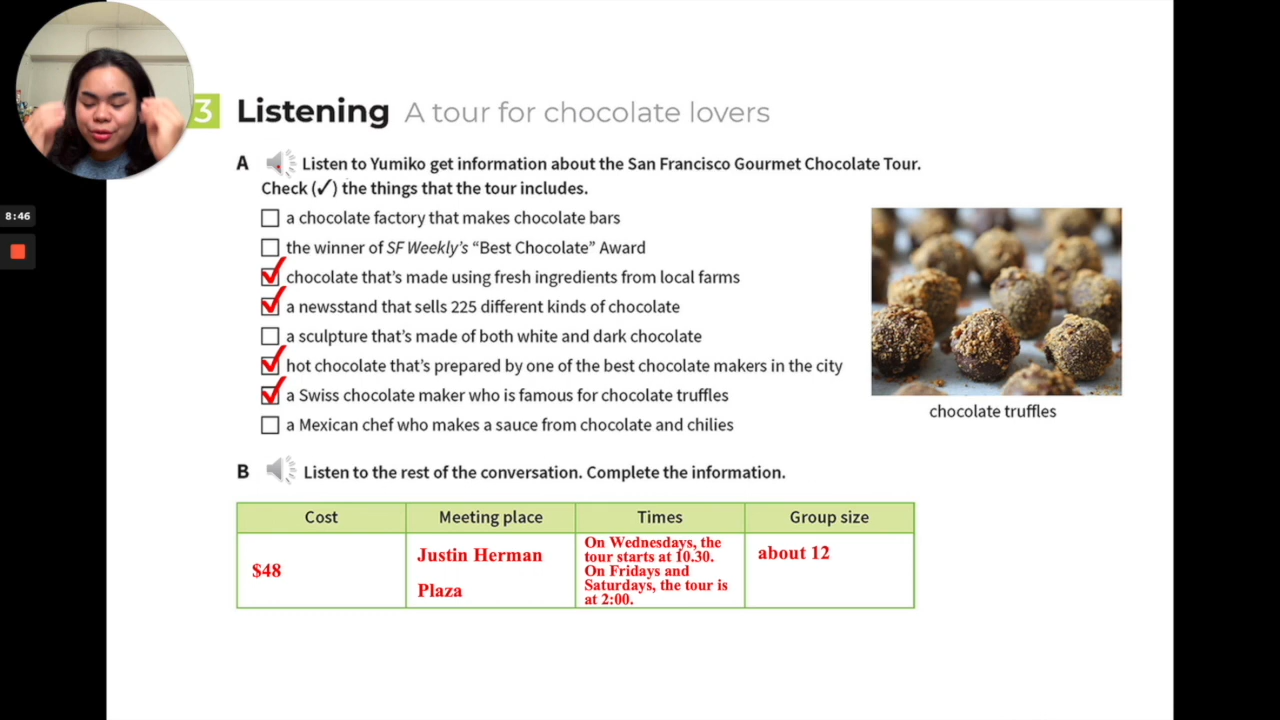 3 Listening A tour for chocolate lovers
A Listen to Yumiko get information about the San Francisco Gourmet Chocolate Tour.
Check (✓) the things that the tour includes.
a chocolate factory that makes chocolate bars
the winner of SF Weekly's “Best Chocolate” Award
chocolate that's made using fresh ingredients from local farms
a newsstand that sells 225 different kinds of chocolate
a sculpture that's made of both white and dark chocolate
hot chocolate that's prepared by one of the best chocolate makers in the city
a Swiss chocolate maker who is famous for chocolate truffles
a Mexican chef who makes a sauce from chocolate and chilies
chocolate truffles
8:46
B Listen to the rest of the conversation. Complete the information.
Cost Meeting place Times Group size
$48
Justin Herman
Plaza
On Wednesdays, the
tour starts at 10.30.
On Fridays and
Saturdays, the tour is
at 2:00.
about 12